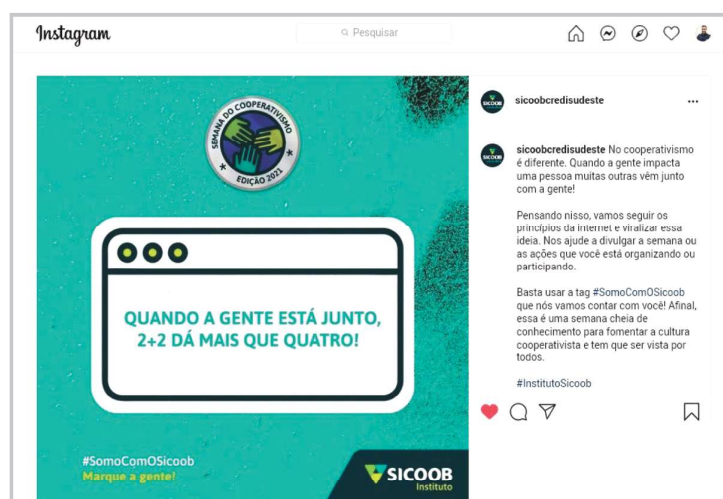 Instagram
Pesquisar
SEMANA DO COOPERATIVISMO
EDIÇÃO 2021
QUANDO A GENTE ESTÁ JUNTO,
2+2 DÁ MAIS QUE QUATRO!
#SomoComOSicoob
Marque a gente!
SICOOB
Instituto
SICOOB
sicoobcredisudeste
SICOOB
sicoobcredisudeste No cooperativismo
é diferente. Quando a gente impacta
uma pessoa muitas outras vêm junto
com a gente!
Pensando nisso, vamos seguir os
princípios da internet e viralizar essa
ideia. Nos ajude a divulgar a semana ou
as ações que você está organizando ou
participando.
Basta usar a tag #SomoComOSicoob
que nós vamos contar com você! Afinal,
essa é uma semana cheia de
conhecimento para fomentar a cultura
cooperativista e tem que ser vista por
todos.
#InstitutoSicoob